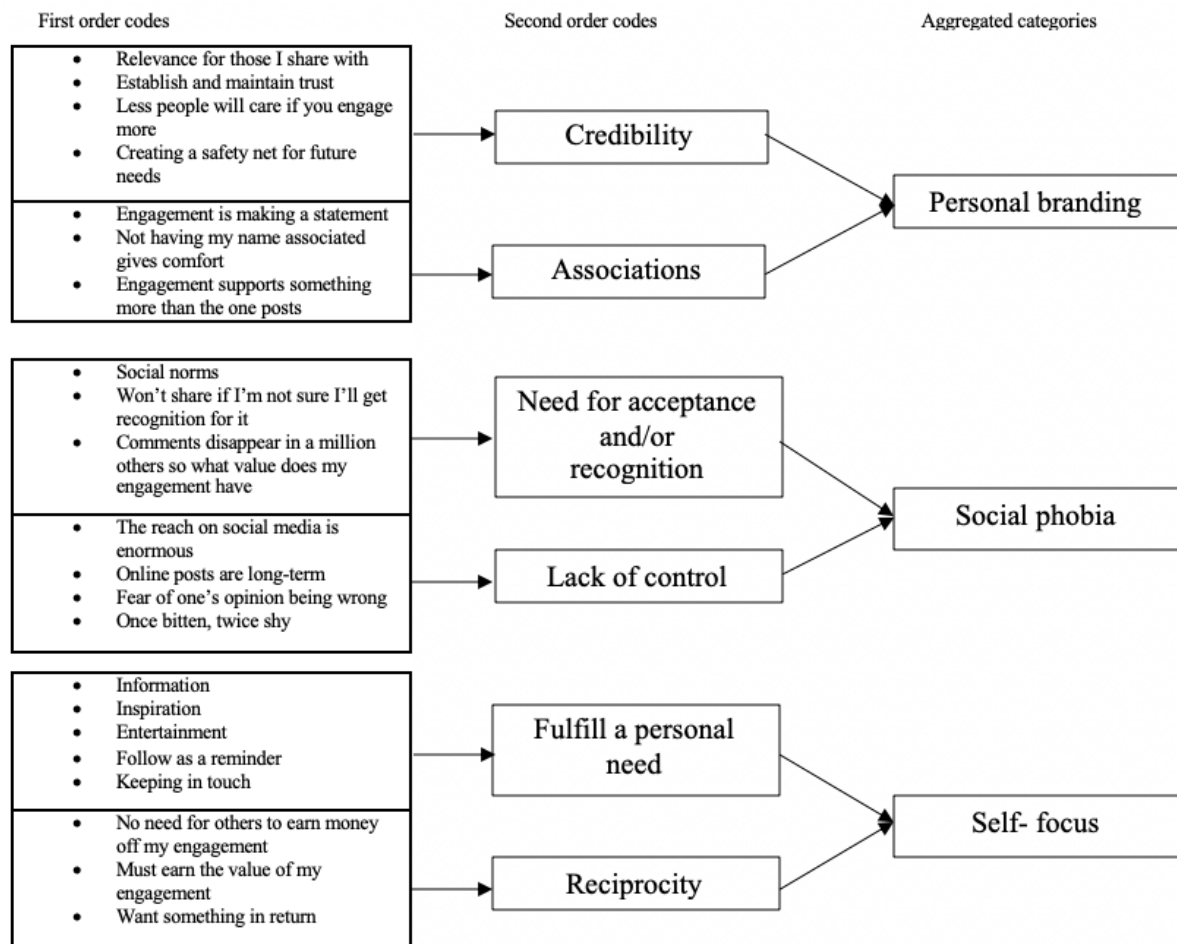 First order codes
Second order codes
Aggregated categories
Relevance for those I share with
Establish and maintain trust
Less people will care if you engage
more
Creating a safety net for future
needs
Credibility
Engagement is making a statement
Not having my name associated
gives comfort
Engagement supports something
more than the one posts
Associations
Personal branding
Social norms
Won't share if I'm not sure I'll get
recognition for it
Comments disappear in a million
others so what value does my
engagement have
Need for acceptance
and/or
recognition
The reach on social media is
enormous
Online posts are long-term
Fear of one's opinion being wrong
Once bitten, twice shy
Lack of control
Social phobia
Information
Inspiration
Entertainment
Follow as a reminder
Keeping in touch
Fulfill a personal
need
No need for others to earn money
off my engagement
Must earn the value of my
engagement
Want something in return
Reciprocity
Self- focus